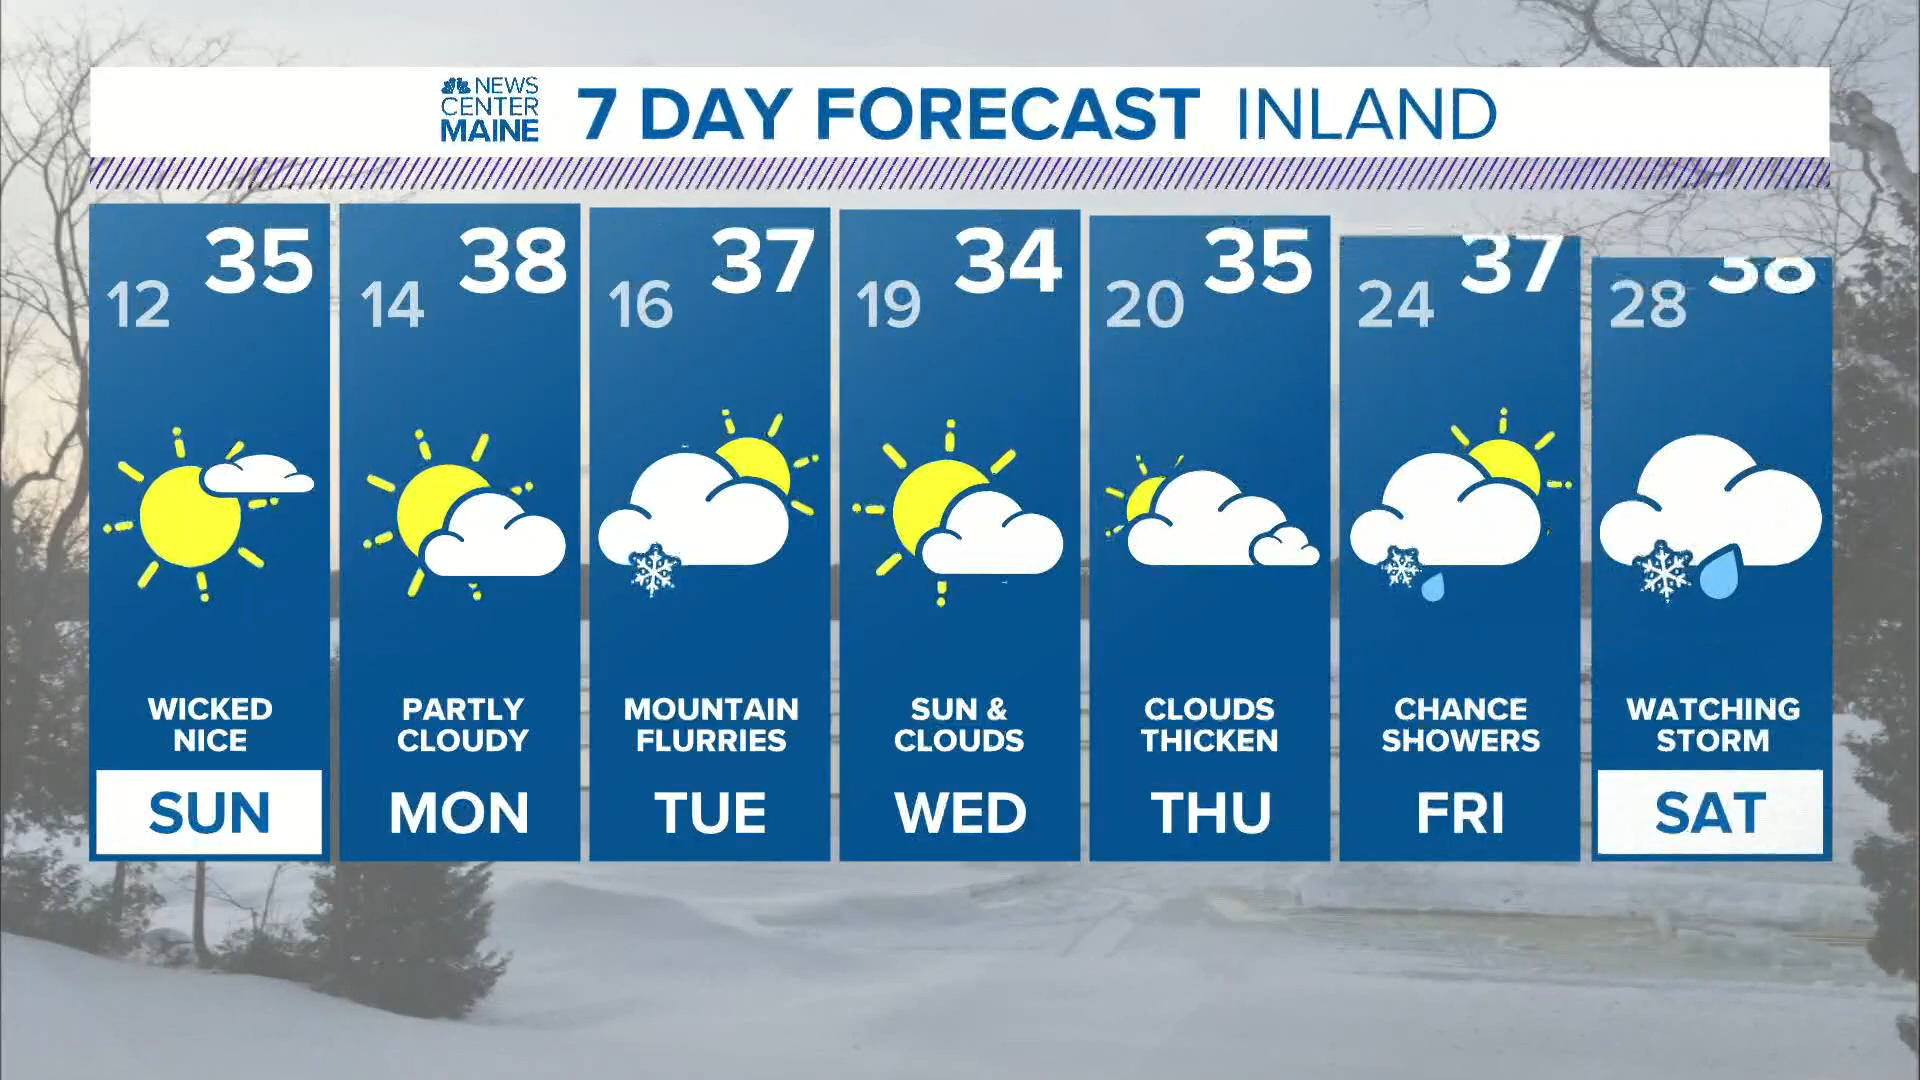 NEWS
CENTER
MAINE
7 DAY FORECAST INLAND
12 35
14 38
16 37
19 34
20 35
24 37
28
WICKED
NICE
PARTLY
CLOUDY
MOUNTAIN
FLURRIES
SUN &
CLOUDS
CLOUDS
THICKEN
CHANCE
SHOWERS
WATCHING
STORM
SUN
MON
TUE
WED
THU
FRI
SAT